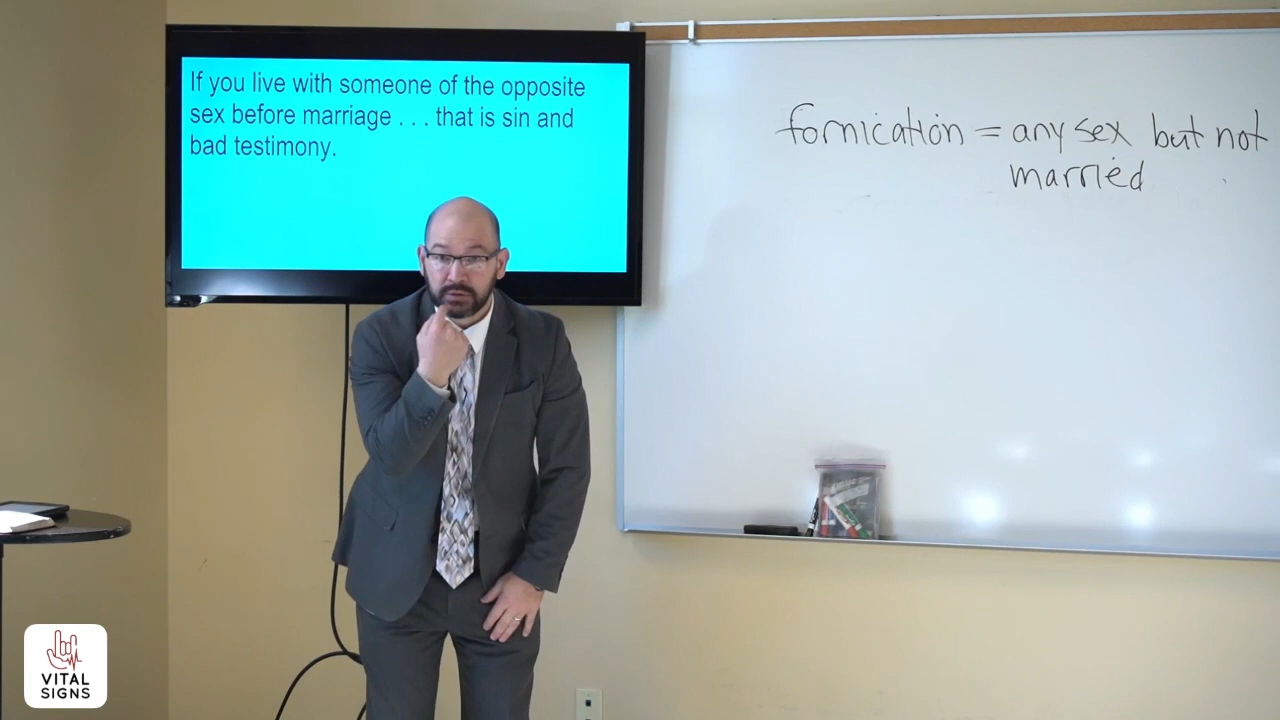 If you live with someone of the opposite
sex before marriage . . . that is sin and
bad testimony.
fornication = any sex but not
married
VITAL
SIGNS